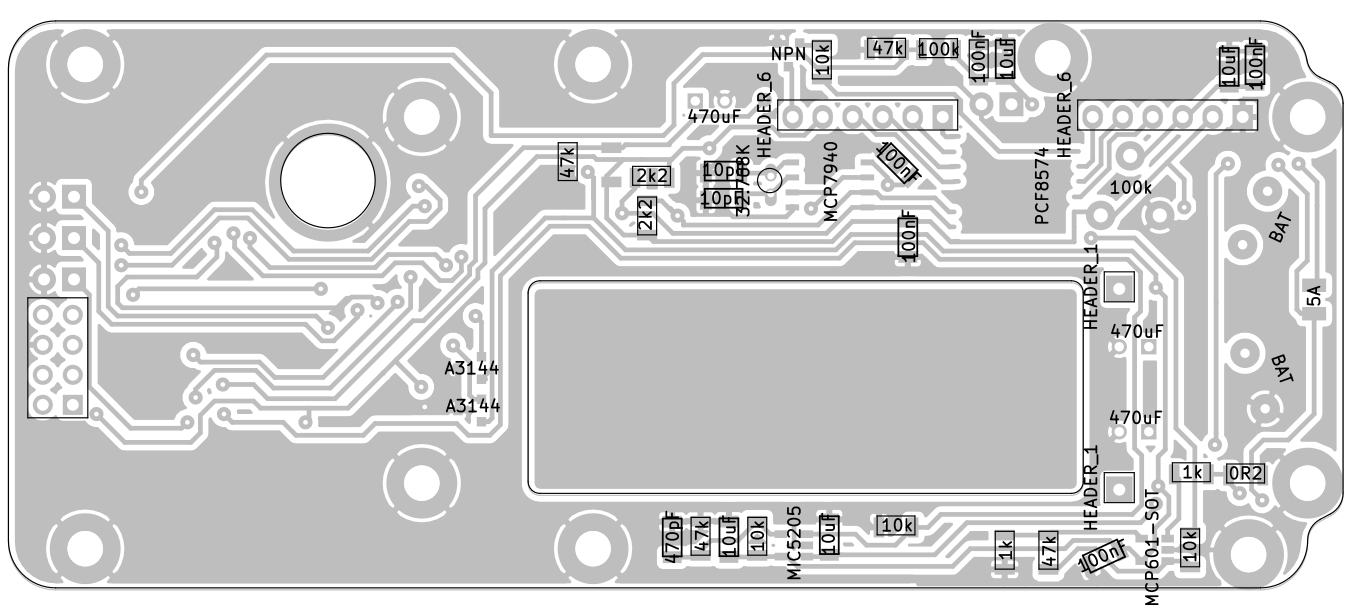 NPN
10k
47k
100k
100nF
10uF
10uF
100nF
470uF
HEADER_6
HEADER_6
47k
2k2
10pF
10pF
32.768K
MCP7940
100nF
PCF8574
100k
2k2
100nF
BAT
HEADER_1
5A
470uF
A3144
BAT
A3144
470uF
HEADER_1
1k
0R2
470pF
47k
10uF
10k
MIC5205
10uF
10k
1k
47k
100nF
MCP601-SOT
10k